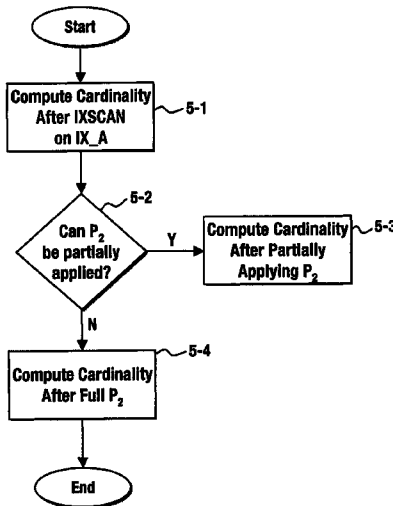 Start
Compute Cardinality
After IXSCAN
on IX_A
5-1
5-2
Can P₂
be partially
applied?
Y
5-3
Compute Cardinality
After Partially
Applying P₂
N
5-4
Compute Cardinality
After Full P₂
End